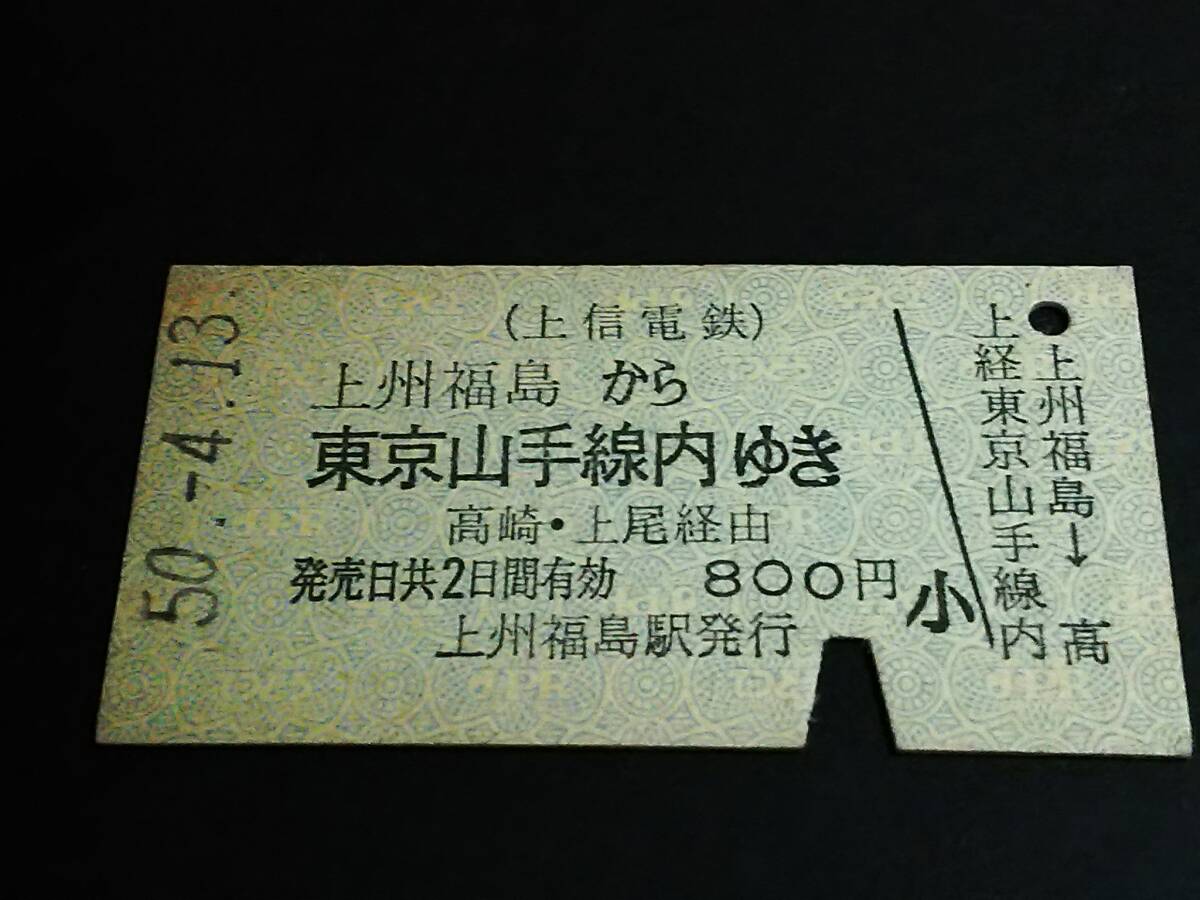 50.-4.13.
(上信電鉄)
上州福島 から
東京山手線内 ゆき
高崎・上尾経由
発売日共2日間有効 800円
上州福島駅発行
小
上州福島→
東京山手線内
高
上
経